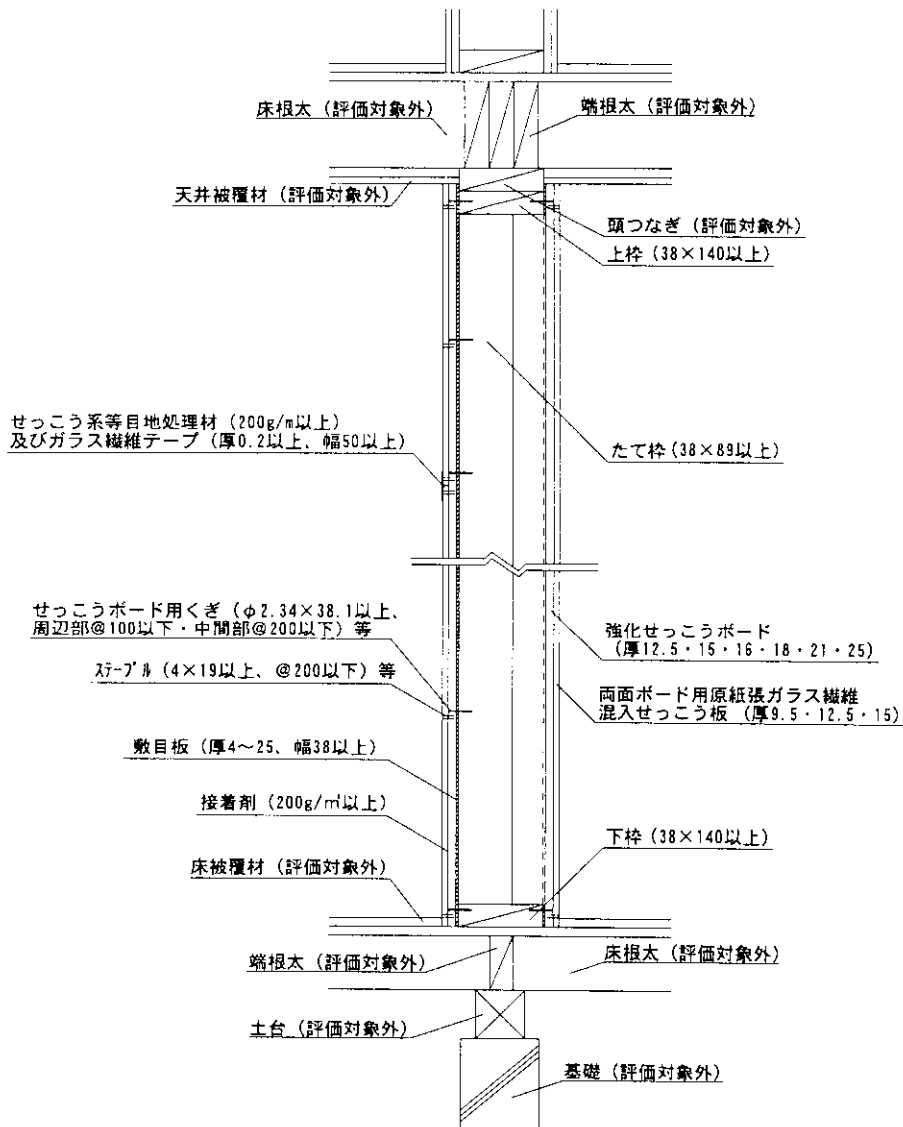 床根太（評価対象外）
端根太（評価対象外）
天井被覆材（評価対象外）
頭つなぎ（評価対象外）
上枠（38×140以上）
せっこう系等目地処理材（200g/m以上）
及びガラス繊維テープ（厚0.2以上、幅50以上）
たて枠（38×89以上）
せっこうボード用くぎ（φ2.34×38.1以上、
周辺部@100以下・中間部@200以下）等
ステープル（4×19以上、@200以下）等
強化せっこうボード
（厚12.5・15・16・18・21・25）
両面ボード用原紙張ガラス繊維
混入せっこう板（厚9.5・12.5・15）
敷目板（厚4～25、幅38以上）
接着剤（200g/㎡以上）
下枠（38×140以上）
床被覆材（評価対象外）
端根太（評価対象外）
床根太（評価対象外）
土台（評価対象外）
基礎（評価対象外）